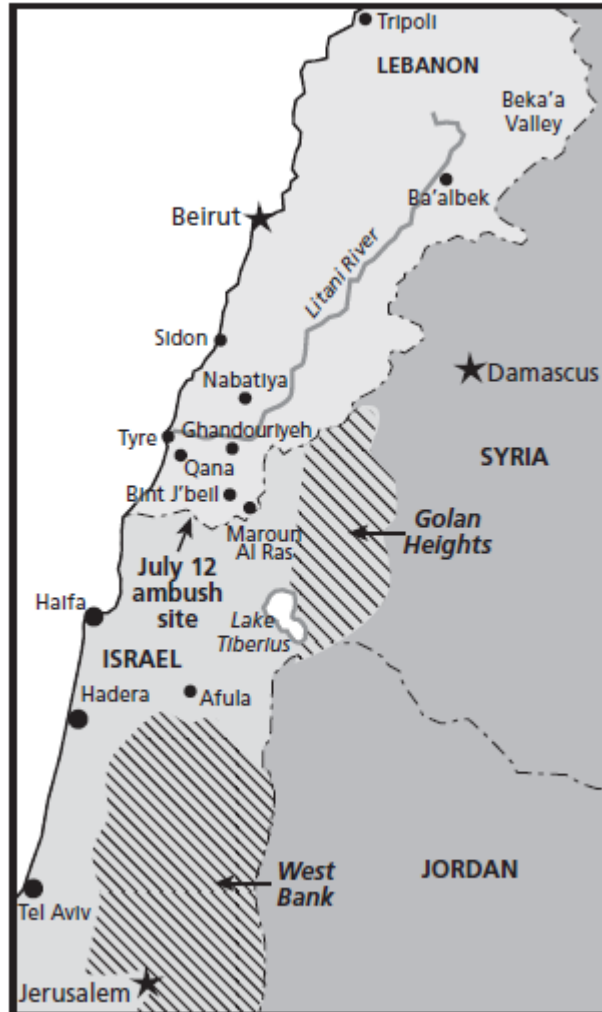 Tripoli
LEBANON
Beka'a
Valley
Ba'albek
Beirut
Litani River
Sidon
Nabatiya
Damascus
Tyre
Ghandouriyeh
Qana
SYRIA
Bint J'beil
Maroun
Al Ras
Golan
Heights
July 12
ambush
site
Haifa
Lake
Tiberius
ISRAEL
Hadera
Afula
West
Bank
JORDAN
Tel Aviv
Jerusalem